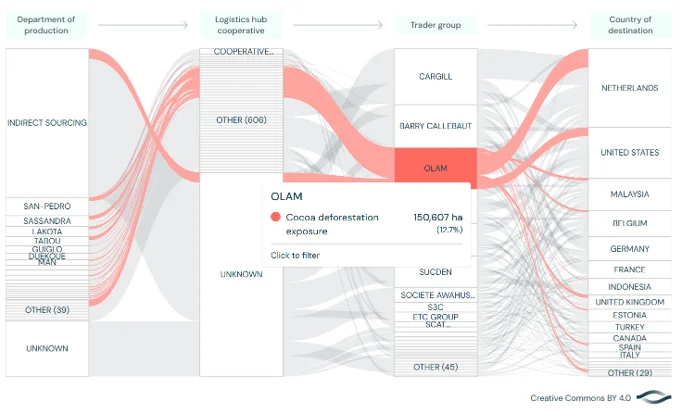 Department of
production
Logistics hub
cooperative
Trader group
Country of
destination
INDIRECT SOURCING
SAN-PEDRO
SASSANDRA
LAKOTA
TABOU
GUIGLO
DUEKOUE
MAN
OTHER (39)
UNKNOWN
COOPERATIVE...
OTHER (606)
UNKNOWN
CARGILL
BARRY CALLEBAUT
OLAM
SUCDEN
SOCIETE AWAHUS...
S3C
ETC GROUP
SCAT...
OTHER (45)
NETHERLANDS
UNITED STATES
MALAYSIA
BELGIUM
GERMANY
FRANCE
INDONESIA
UNITED KINGDOM
ESTONIA
TURKEY
CANADA
SPAIN
ITALY
OTHER (29)
OLAM
Cocoa deforestation 150,607 ha
exposure (12.7%)
Click to filter
Creative Commons BY 4.0